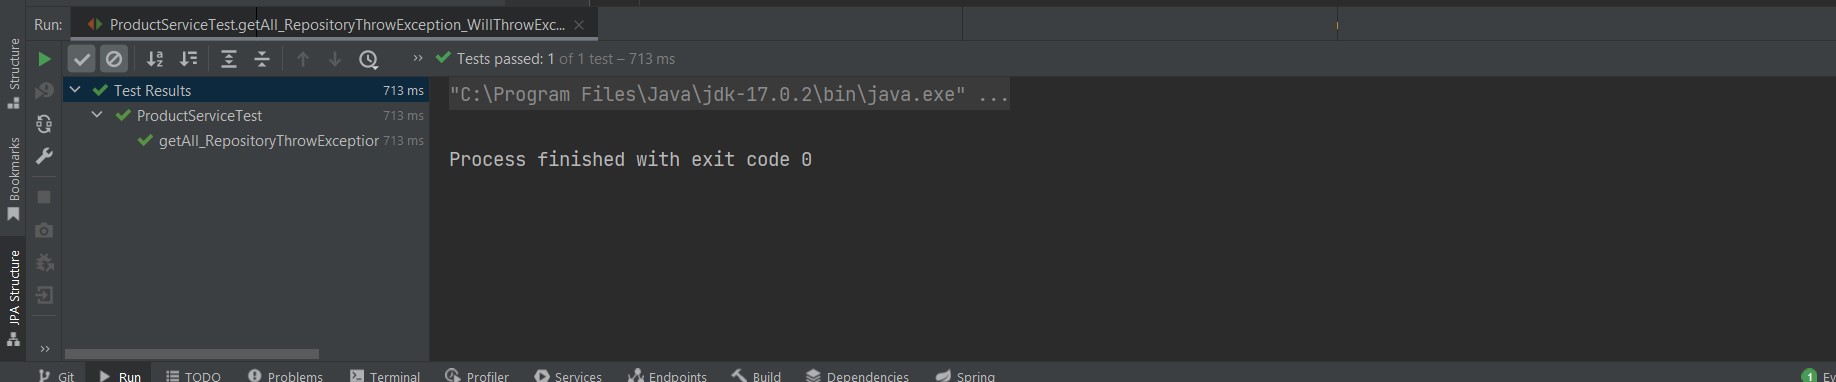 Run: ProductServiceTest.getAll_RepositoryThrowException_WillThrowExc... ×
» Tests passed: 1 of 1 test – 713 ms
Test Results 713 ms
ProductServiceTest 713 ms
getAll_RepositoryThrowException 713 ms
"C:\Program Files\Java\jdk-17.0.2\bin\java.exe" ...
Process finished with exit code 0
Structure
Bookmarks
JPA Structure
»
Git Run TODO Problems Terminal Profiler Services Endpoints Build Dependencies Spring 1 Ev